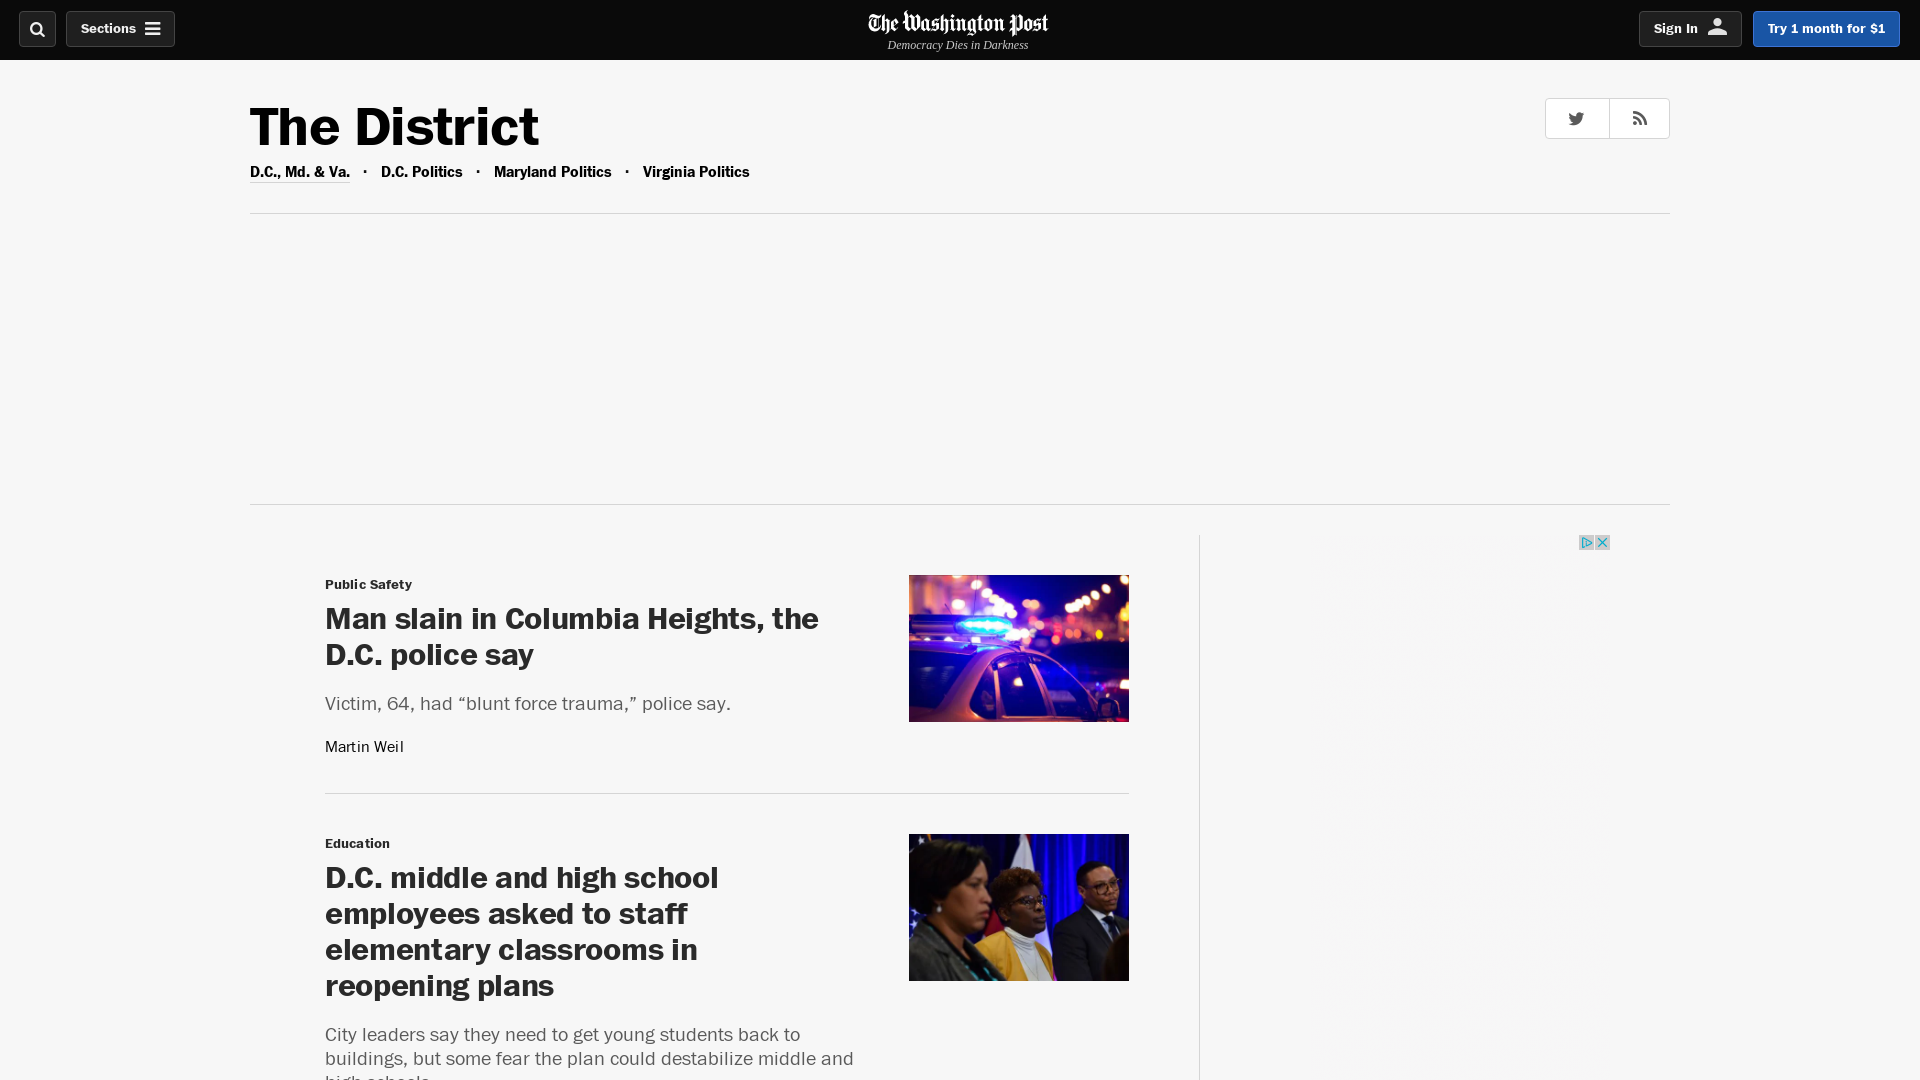 Sections
The Washington Post
Democracy Dies in Darkness
Sign In
Try 1 month for $1
The District
D.C., Md. & Va. · D.C. Politics · Maryland Politics · Virginia Politics
Public Safety
Man slain in Columbia Heights, the
D.C. police say
Victim, 64, had “blunt force trauma,” police say.
Martin Weil
Education
D.C. middle and high school
employees asked to staff
elementary classrooms in
reopening plans
City leaders say they need to get young students back to
buildings, but some fear the plan could destabilize middle and
high schools.